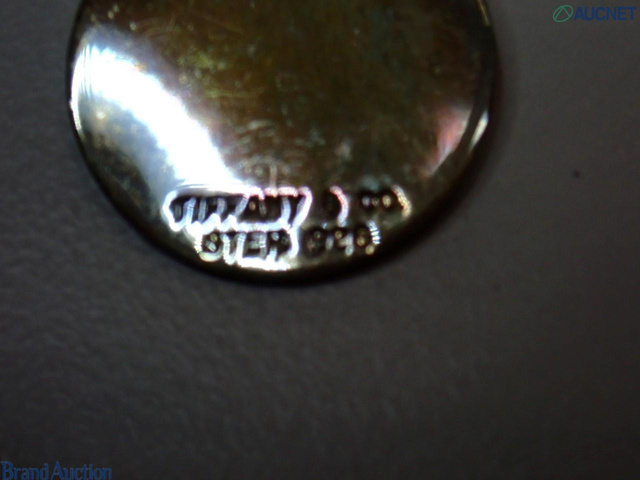 AUCNET
TIFFANY & CO
STER 925
Brand Auction